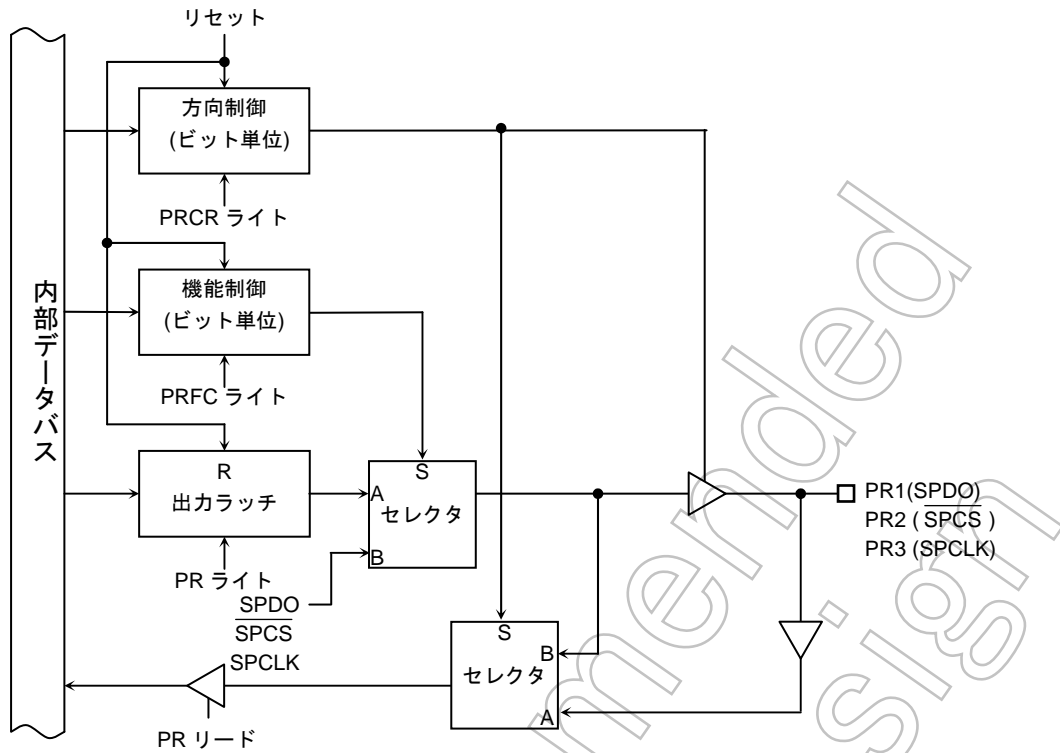 リセット
方向制御
(ビット単位)
PRCR ライト
内部データバス
機能制御
(ビット単位)
PRFC ライト
R
出力ラッチ
PR ライト
S
A
セレクタ
B
SPDO
SPCS
SPCLK
PR1(SPDO)
PR2 ( SPCS )
PR3 (SPCLK)
S
B
セレクタ
A
PR リード
mended
sign